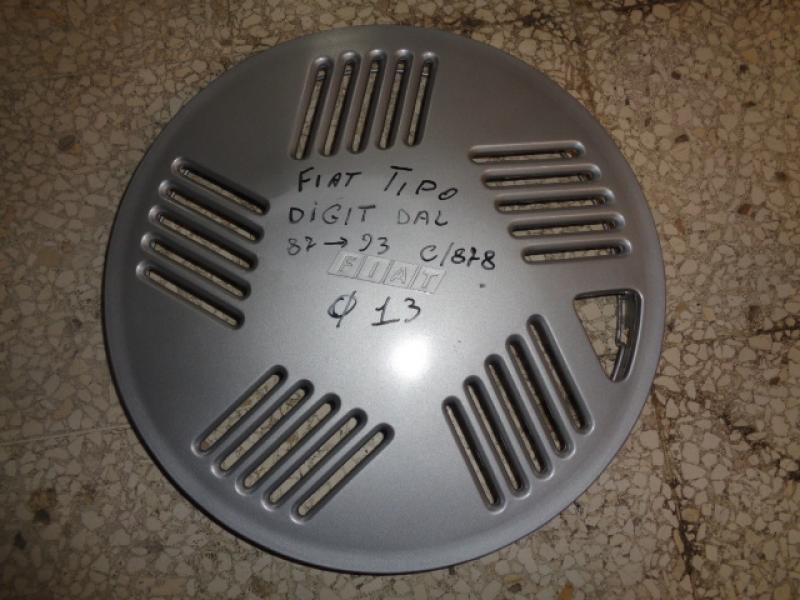 FIAT TIPO
DIGIT DAL
87 → 93 C/878
FIAT
Ø 13